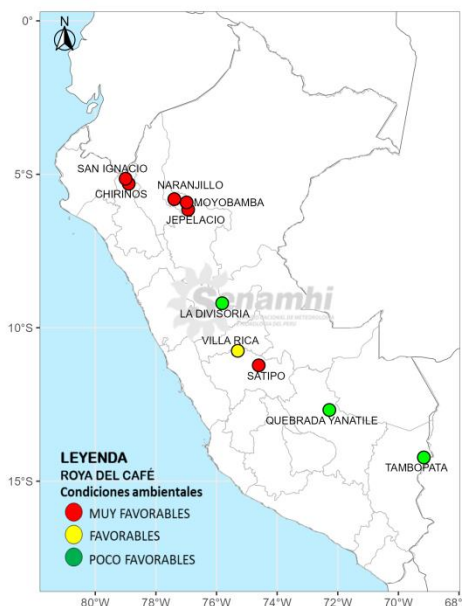 0°
N
SAN IGNACIO
5°S
CHIRINOS
NARANJILLO
MOYOBAMBA
JEPELACIO
Senamhi
LA DIVISORIA
10°S
VILLA RICA
SATIPO
QUEBRADA YANATILE
TAMBOPATA
LEYENDA
ROYA DEL CAFÉ
Condiciones ambientales
MUY FAVORABLES
FAVORABLES
POCO FAVORABLES
15°S
80°W 78°W 76°W 74°W 72°W 70°W 68°W